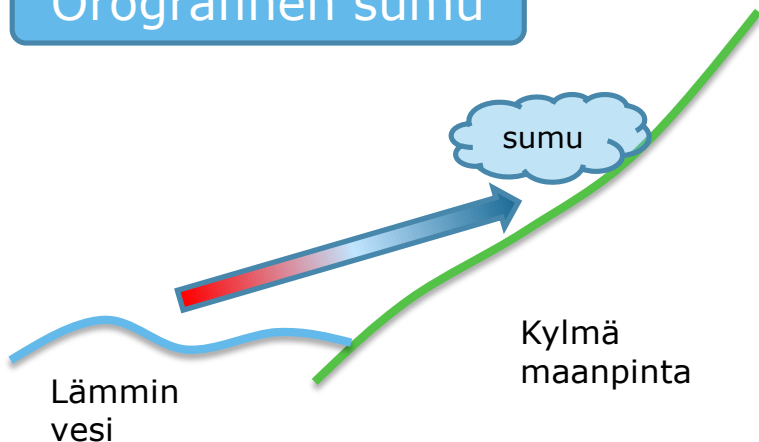 Orografinen sumu
sumu
Kylmä
maanpinta
Lämmin
vesi